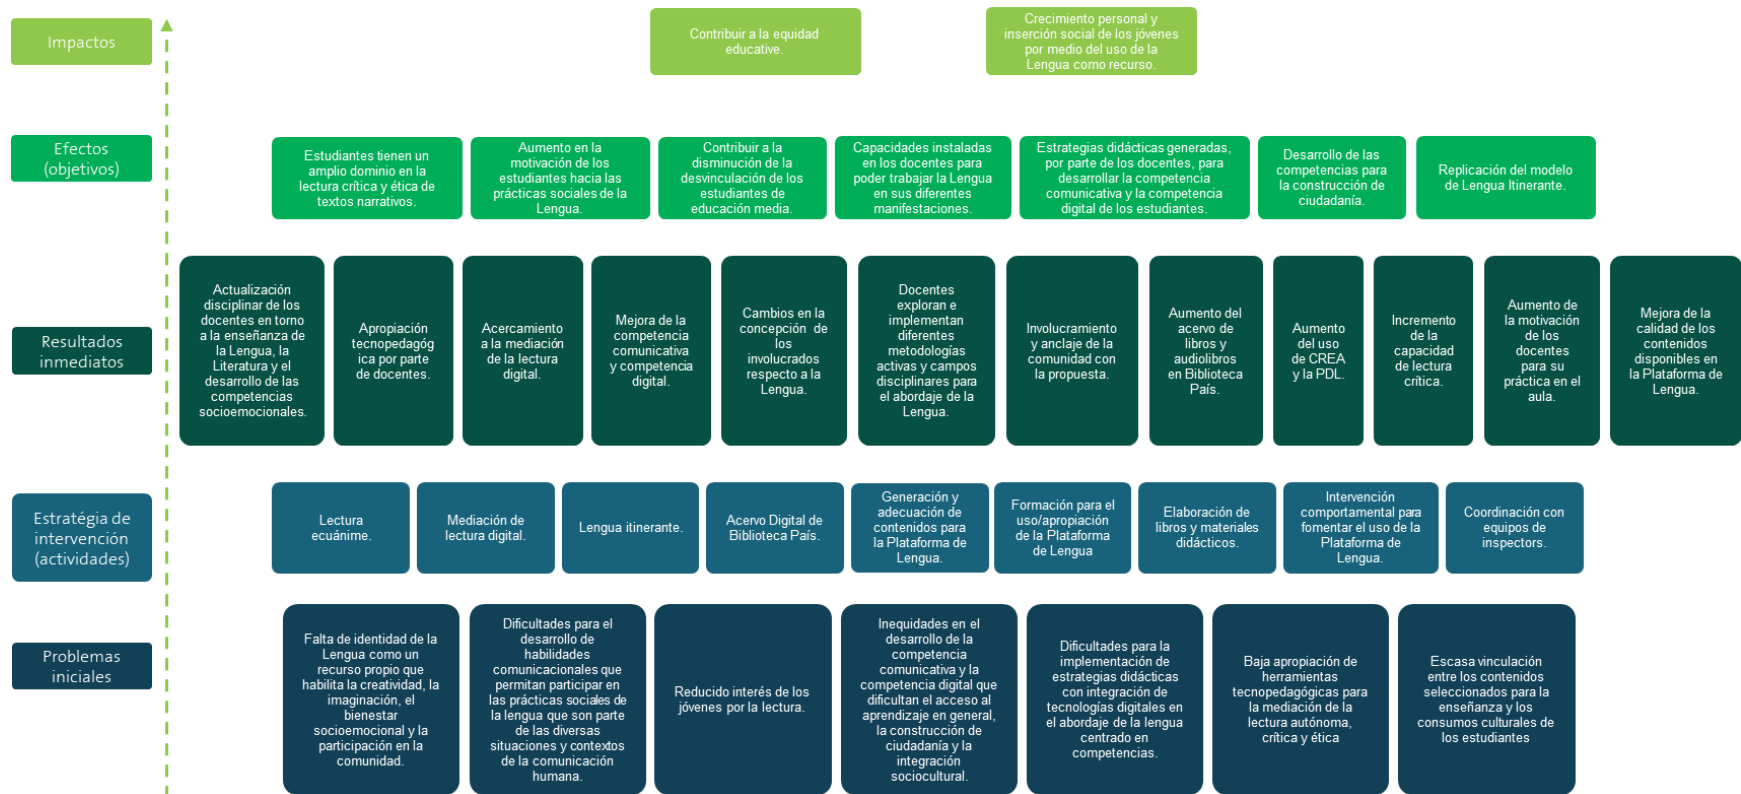 Impactos
Contribuir a la equidad
educative.
Crecimiento personal y
inserción social de los jóvenes
por medio del uso de la
Lengua como recurso.
Efectos
(objetivos)
Estudiantes tienen un
amplio dominio en la
lectura crítica y ética de
textos narrativos.
Aumento en la
motivación de los
estudiantes hacia las
prácticas sociales de la
Lengua.
Contribuir a la
disminución de la
desvinculación de los
estudiantes de
educación media.
Capacidades instaladas
en los docentes para
poder trabajar la Lengua
en sus diferentes
manifestaciones.
Estrategias didácticas generadas,
por parte de los docentes, para
desarrollar la competencia
comunicativa y la competencia
digital de los estudiantes.
Desarrollo de las
competencias para
la construcción de
ciudadanía.
Replicación del modelo
de Lengua Itinerante.
Resultados
inmediatos
Actualización
disciplinar de los
docentes en torno
a la enseñanza de
la Lengua, la
Literatura y el
desarrollo de las
competencias
socioemocionales.
Apropiación
tecnopedagóg
ica por parte
de docentes.
Acercamiento
a la mediación
de la lectura
digital.
Mejora de la
competencia
comunicativa
y competencia
digital.
Cambios en la
concepción de
los
involucrados
respecto a la
Lengua.
Docentes
exploran e
implementan
diferentes
metodologías
activas y campos
disciplinares para
el abordaje de la
Lengua.
Involucramiento
y anclaje de la
comunidad con
la propuesta.
Aumento del
acervo de
libros y
audiolibros
en Biblioteca
País.
Aumento
del uso
de CREA
y la PDL.
Incremento
de la
capacidad
de lectura
crítica.
Aumento de
la motivación
de los
docentes
para su
práctica en el
aula.
Mejora de la
calidad de los
contenidos
disponibles en
la Plataforma de
Lengua.
Estratégia de
intervención
(actividades)
Lectura
ecuánime.
Mediación de
lectura digital.
Lengua itinerante.
Acervo Digital de
Biblioteca País.
Generación y
adecuación de
contenidos para
la Plataforma de
Lengua.
Formación para el
uso/apropiación
de la Plataforma
de Lengua
Elaboración de
libros y materiales
didácticos.
Intervención
comportamental para
fomentar el uso de la
Plataforma de
Lengua.
Coordinación con
equipos de
inspectors.
Problemas
iniciales
Falta de identidad de la
Lengua como un
recurso propio que
habilita la creatividad, la
imaginación, el
bienestar
socioemocional y la
participación en la
comunidad.
Dificultades para el
desarrollo de
habilidades
comunicacionales que
permitan participar en
las prácticas sociales de
la lengua que son parte
de las diversas
situaciones y contextos
de la comunicación
humana.
Reducido interés de los
jóvenes por la lectura.
Inequidades en el
desarrollo de la
competencia
comunicativa y la
competencia digital que
dificultan el acceso al
aprendizaje en general,
la construcción de
ciudadanía y la
integración
sociocultural.
Dificultades para la
implementación de
estrategias didácticas
con integración de
tecnologías digitales en
el abordaje de la lengua
centrado en
competencias.
Baja apropiación de
herramientas
tecnopedagógicas para
la mediación de la
lectura autónoma,
crítica y ética
Escasa vinculación
entre los contenidos
seleccionados para la
enseñanza y los
consumos culturales de
los estudiantes